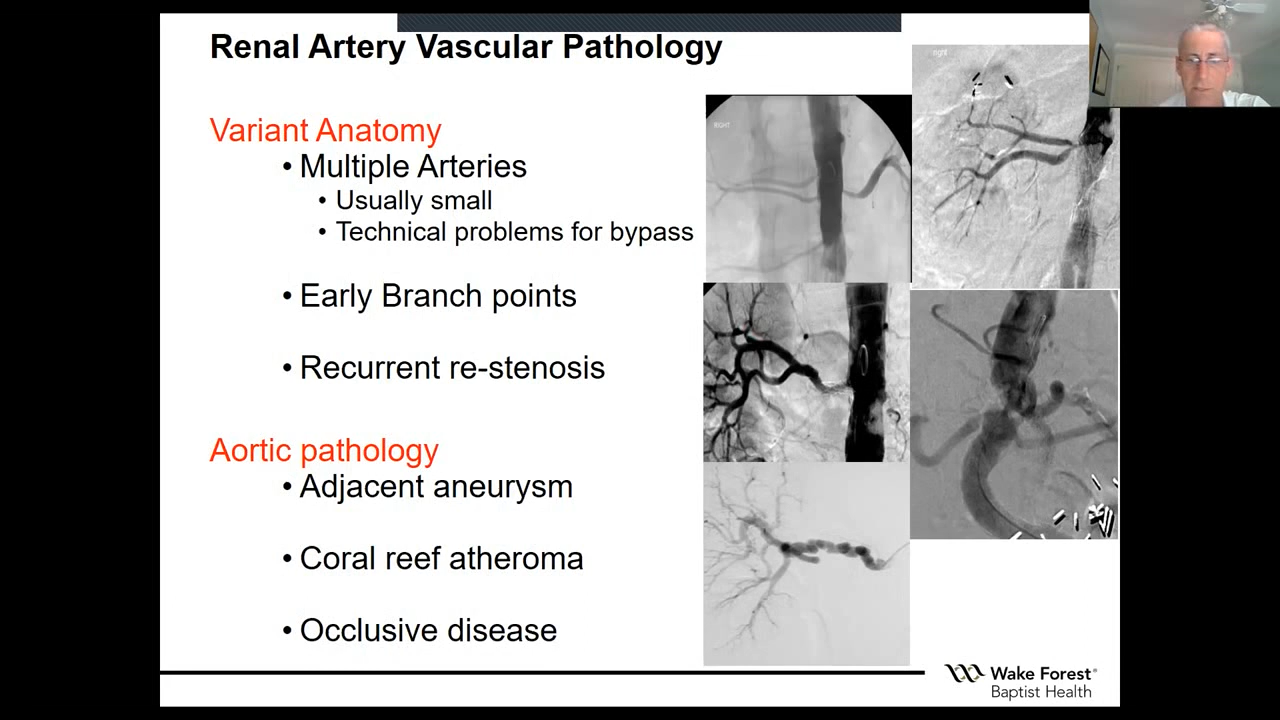 Renal Artery Vascular Pathology
Variant Anatomy
• Multiple Arteries
• Usually small
• Technical problems for bypass
• Early Branch points
• Recurrent re-stenosis
Aortic pathology
• Adjacent aneurysm
• Coral reef atheroma
• Occlusive disease
RIGHT
right
Wake Forest®
Baptist Health